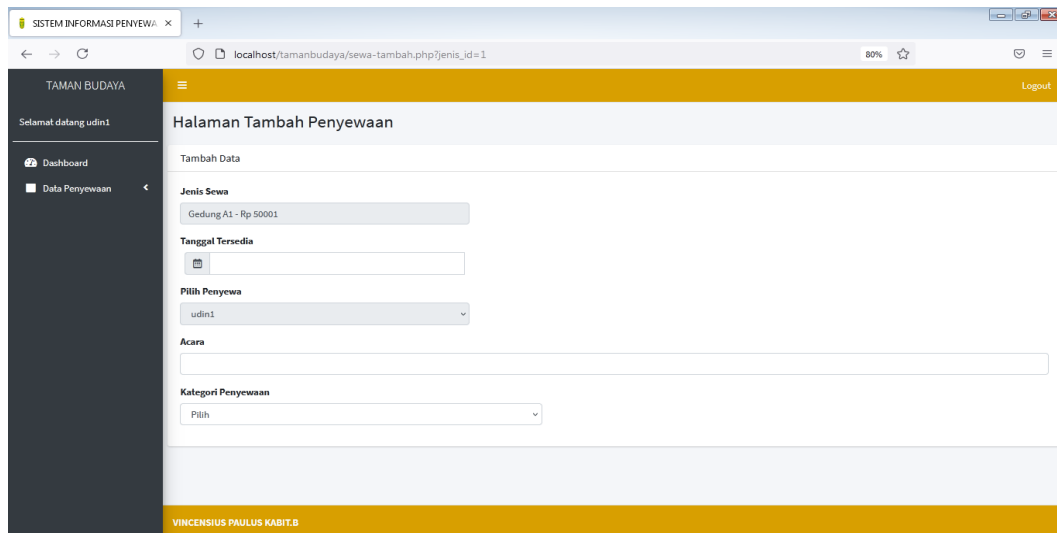 SISTEM INFORMASI PENYEWA
localhost/tamanbudaya/sewa-tambah.php?jenis_id=1
80%
TAMAN BUDAYA
Logout
Selamat datang udin1
Halaman Tambah Penyewaan
Dashboard
Data Penyewaan
Tambah Data
Jenis Sewa
Gedung A1 - Rp 50001
Tanggal Tersedia
Pilih Penyewa
udin1
Acara
Kategori Penyewaan
Pilih
VINCENSIUS PAULUS KABIT.B